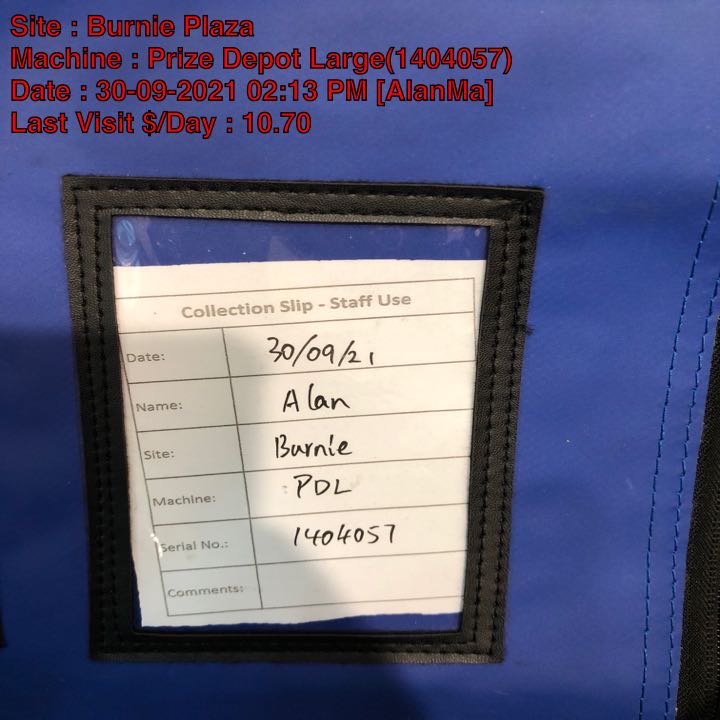 Site : Burnie Plaza
Machine : Prize Depot Large(1404057)
Date : 30-09-2021 02:13 PM [AlanMa]
Last Visit $/Day : 10.70
Collection Slip - Staff Use
Date: 30/09/21
Name: Alan
Site: Burnie
Machine: PDL
Serial No.: 1404057
Comments: